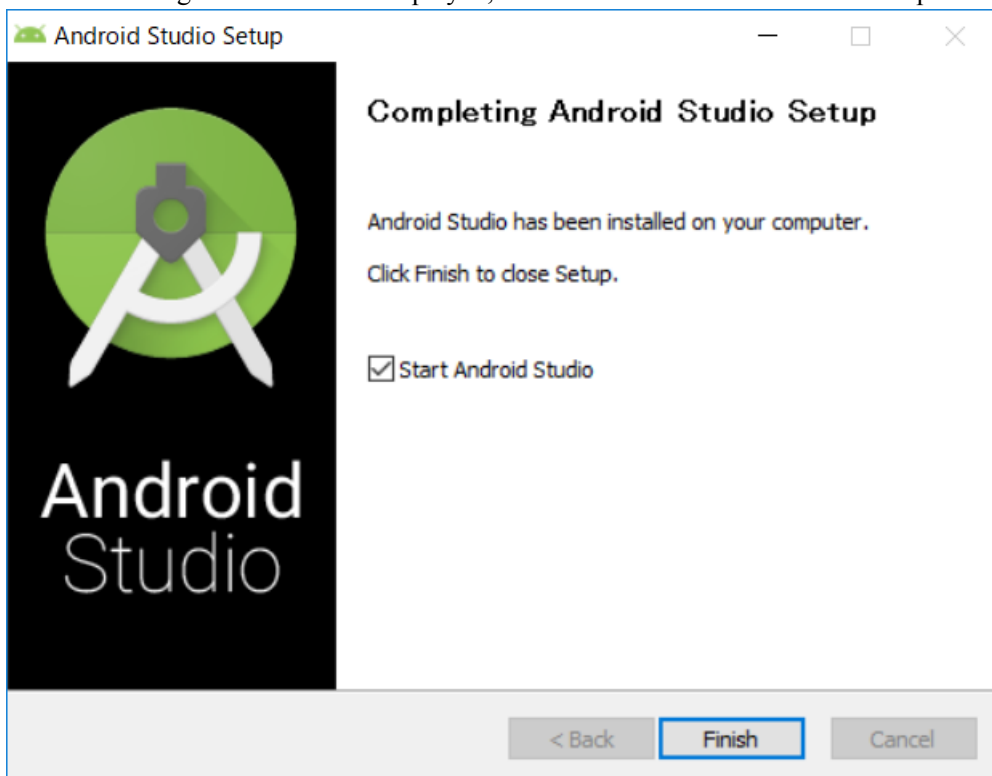 Android Studio Setup
Completing Android Studio Setup
Android Studio has been installed on your computer.
Click Finish to close Setup.
Start Android Studio
Android
Studio
< Back
Finish
Cancel